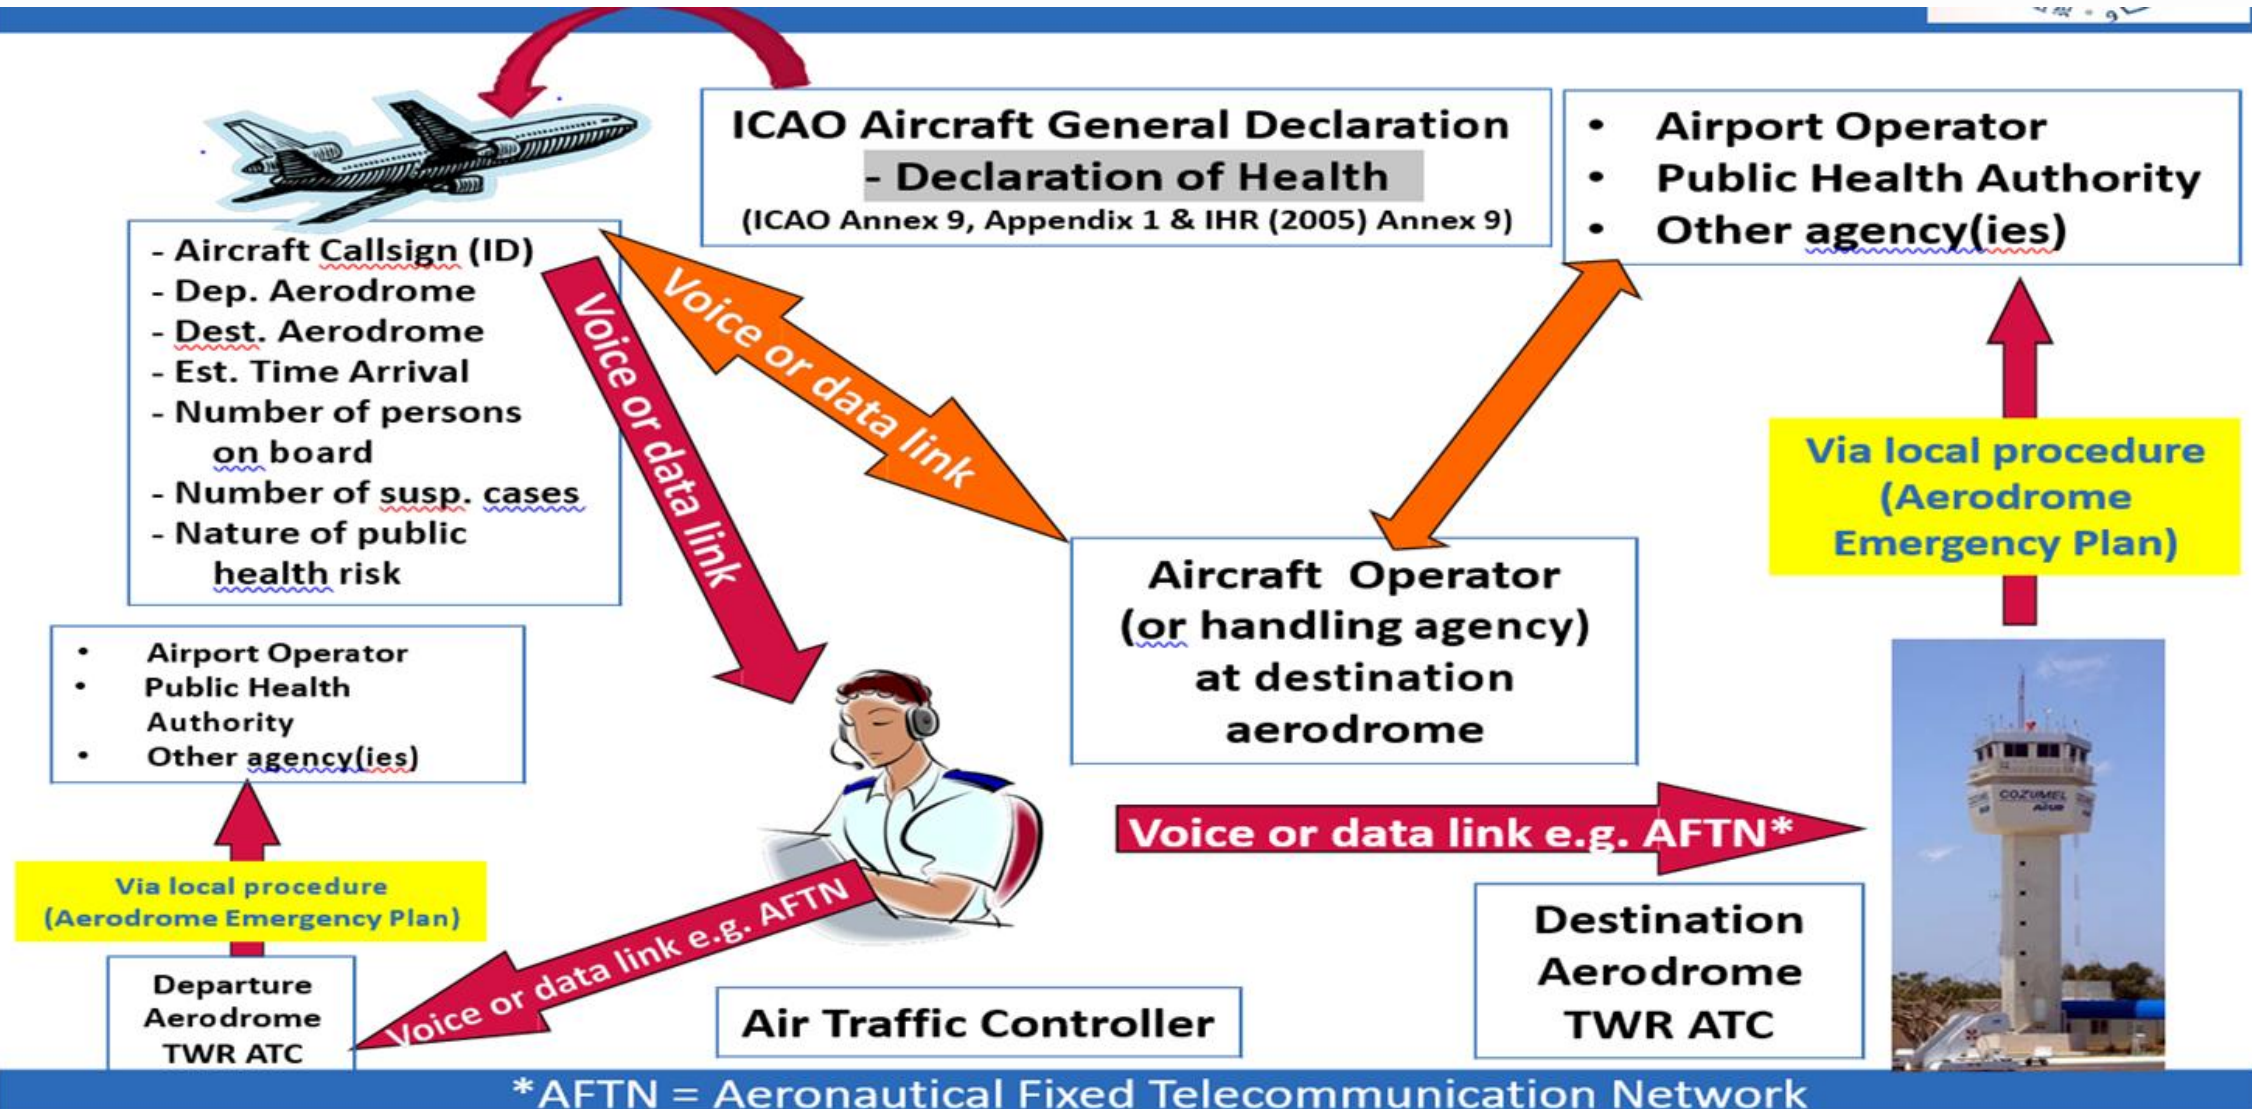 ICAO Aircraft General Declaration
- Declaration of Health
(ICAO Annex 9, Appendix 1 & IHR (2005) Annex 9)
• Airport Operator
• Public Health Authority
• Other agency(ies)
- Aircraft Callsign (ID)
- Dep. Aerodrome
- Dest. Aerodrome
- Est. Time Arrival
- Number of persons
on board
- Number of susp. cases
- Nature of public
health risk
Voice or data link
Voice or data link
Via local procedure
(Aerodrome
Emergency Plan)
Aircraft Operator
(or handling agency)
at destination
aerodrome
• Airport Operator
• Public Health
Authority
• Other agency(ies)
Via local procedure
(Aerodrome Emergency Plan)
Departure
Aerodrome
TWR ATC
Voice or data link e.g. AFTN
Voice or data link e.g. AFTN*
Air Traffic Controller
Destination
Aerodrome
TWR ATC
COZUMEL
*AFTN = Aeronautical Fixed Telecommunication Network